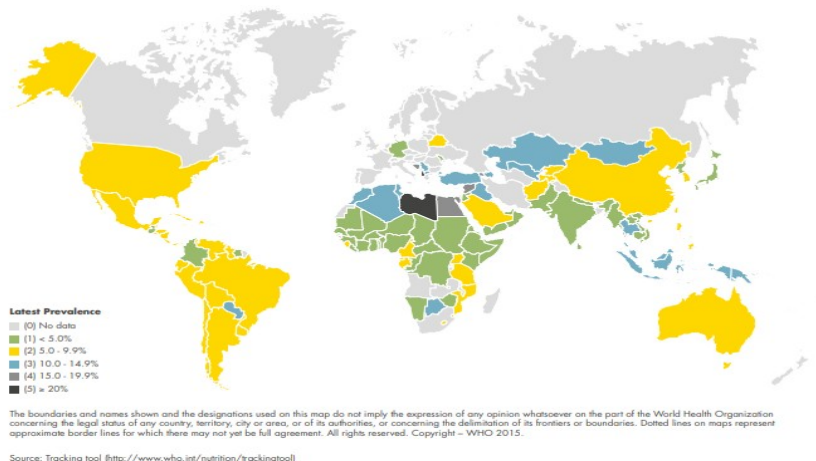 Latest Prevalence
(0) No data
(1) < 5.0%
(2) 5.0 - 9.9%
(3) 10.0 - 14.9%
(4) 15.0 - 19.9%
(5) ≥ 20%
The boundaries and names shown and the designations used on this map do not imply the expression of any opinion whatsoever on the part of the World Health Organization
concerning the legal status of any country, territory, city or area, or of its authorities, or concerning the delimitation of its frontiers or boundaries. Dotted lines on maps represent
approximate border lines for which there may not yet be full agreement. All rights reserved. Copyright – WHO 2015.
Source: Tracking tool (http://www.who.int/nutrition/trackingtool)